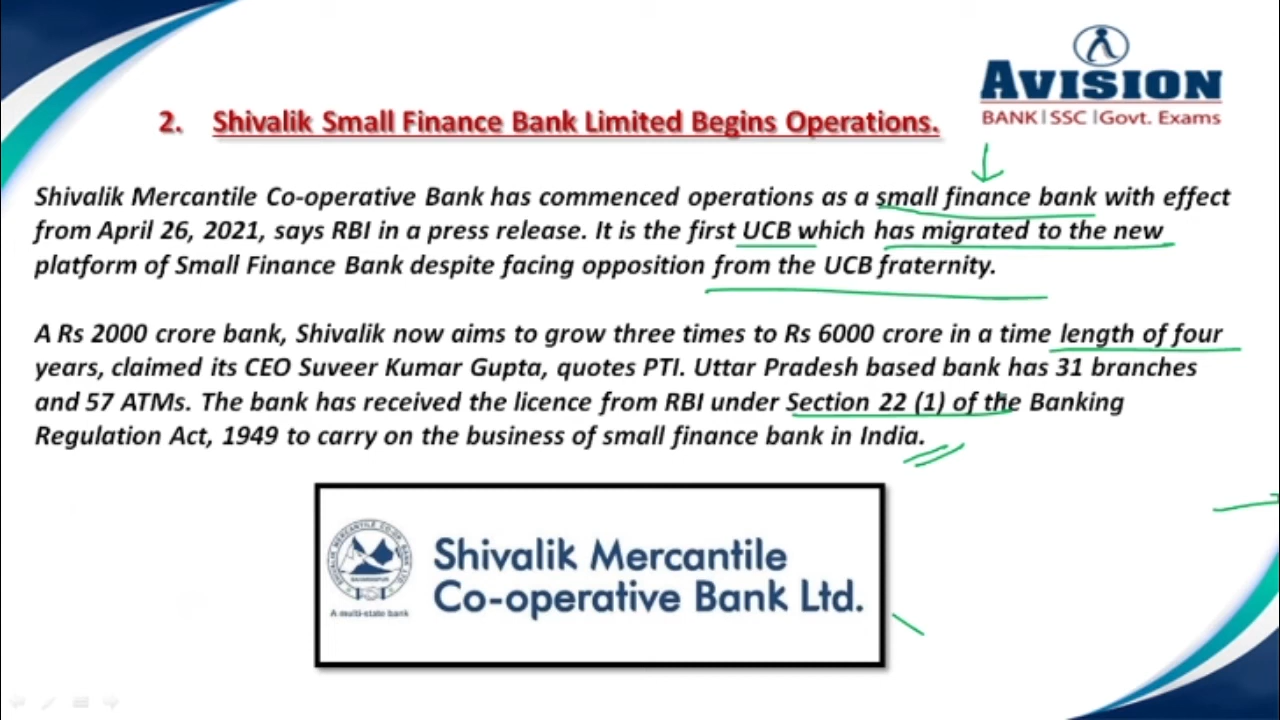 AVISION
BANK | SSC | Govt. Exams
2. Shivalik Small Finance Bank Limited Begins Operations.
Shivalik Mercantile Co-operative Bank has commenced operations as a small finance bank with effect
from April 26, 2021, says RBI in a press release. It is the first UCB which has migrated to the new
platform of Small Finance Bank despite facing opposition from the UCB fraternity.
A Rs 2000 crore bank, Shivalik now aims to grow three times to Rs 6000 crore in a time length of four
years, claimed its CEO Suveer Kumar Gupta, quotes PTI. Uttar Pradesh based bank has 31 branches
and 57 ATMs. The bank has received the licence from RBI under Section 22 (1) of the Banking
Regulation Act, 1949 to carry on the business of small finance bank in India.
SHIVALIK MERCANTILE CO-OP. BANK LTD.
A multi-state bank
Shivalik Mercantile
Co-operative Bank Ltd.